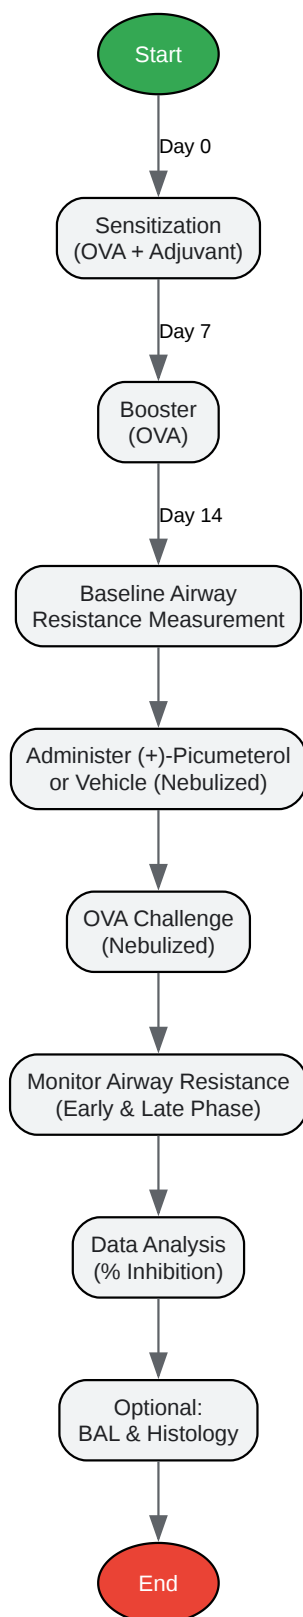 Start
Day 0
Sensitization
(OVA + Adjuvant)
Day 7
Booster
(OVA)
Day 14
Baseline Airway
Resistance Measurement
Administer (+)-Picumeterol
or Vehicle (Nebulized)
OVA Challenge
(Nebulized)
Monitor Airway Resistance
(Early & Late Phase)
Data Analysis
(% Inhibition)
Optional:
BAL & Histology
End